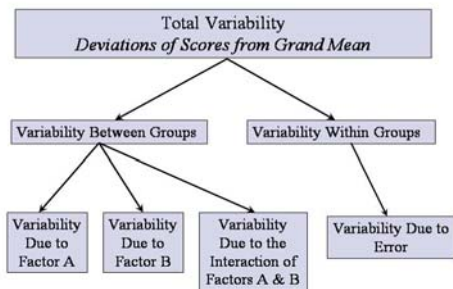 Total Variability
Deviations of Scores from Grand Mean
Variability Between Groups
Variability Within Groups
Variability
Due to
Factor A
Variability
Due to
Factor B
Variability
Due to the
Interaction of
Factors A & B
Variability Due to
Error